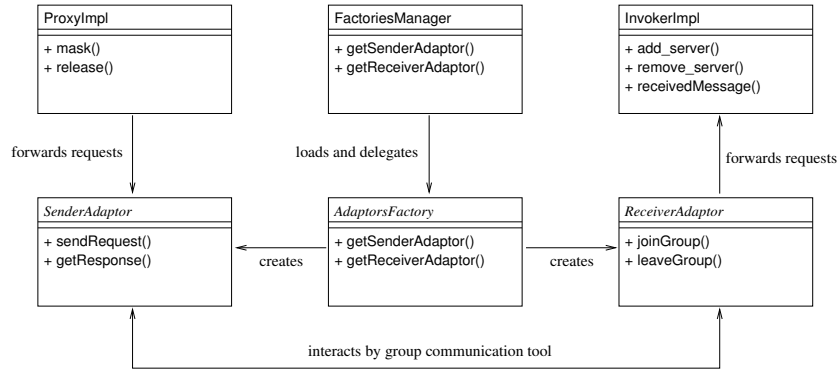 ProxyImpl
+ mask()
+ release()
FactoriesManager
+ getSenderAdaptor()
+ getReceiverAdaptor()
InvokerImpl
+ add_server()
+ remove_server()
+ receivedMessage()
forwards requests
loads and delegates
forwards requests
SenderAdaptor
+ sendRequest()
+ getResponse()
AdaptorsFactory
+ getSenderAdaptor()
+ getReceiverAdaptor()
ReceiverAdaptor
+ joinGroup()
+ leaveGroup()
creates
creates
interacts by group communication tool